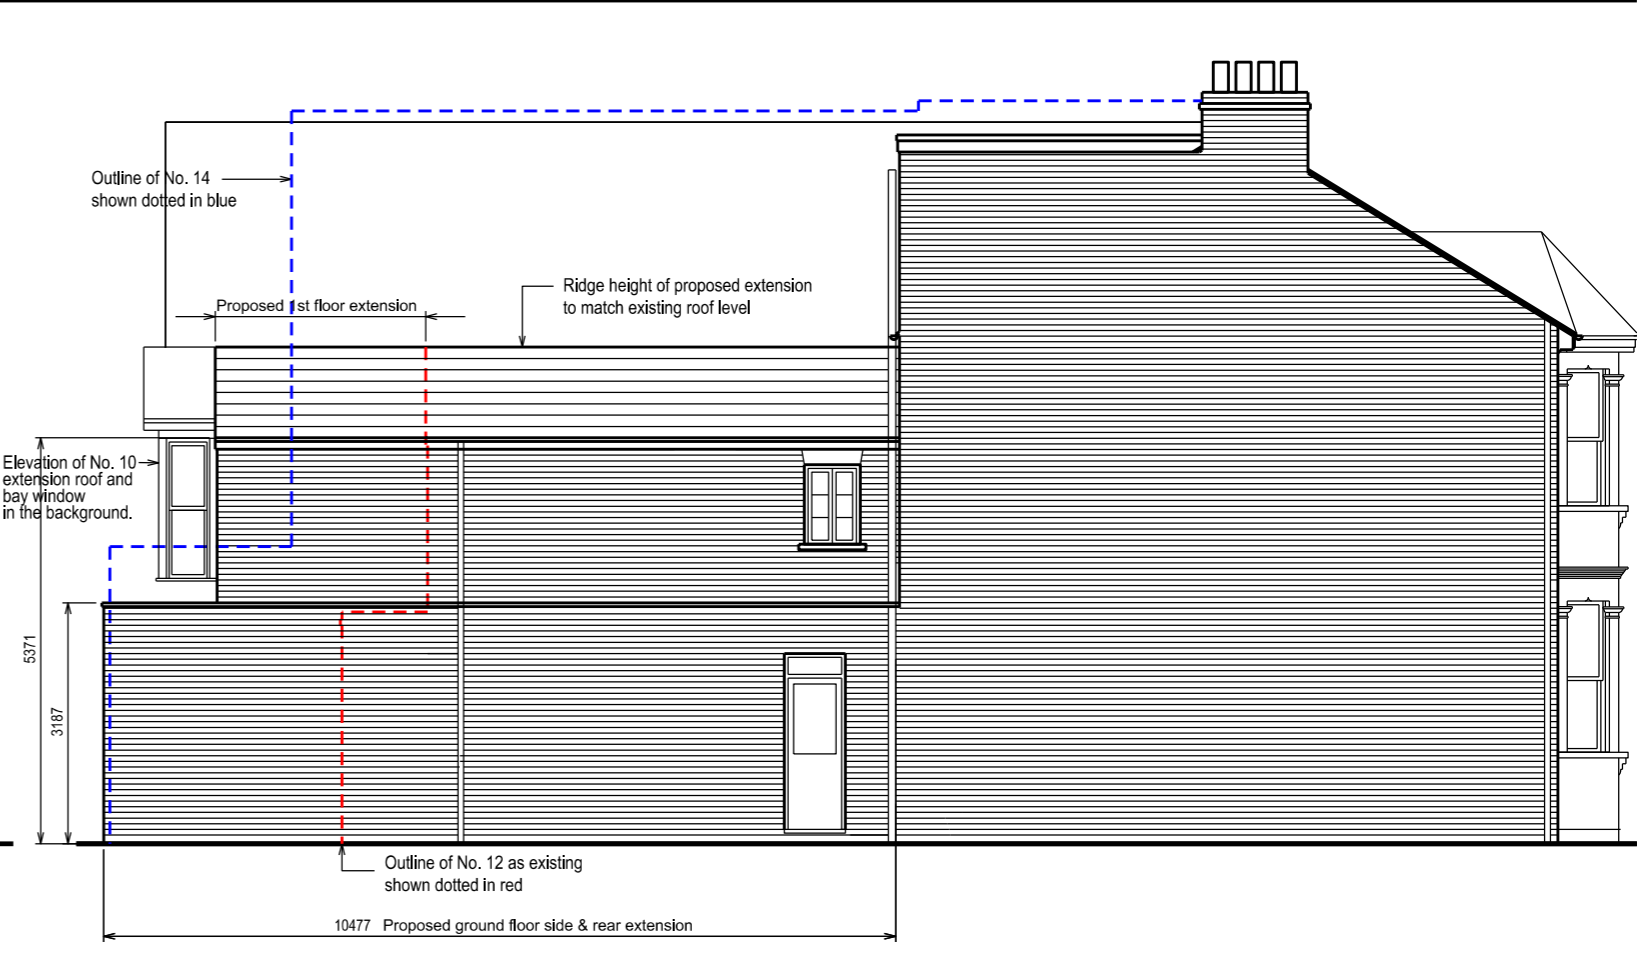 Outline of No. 14
shown dotted in blue
Ridge height of proposed extension
to match existing roof level
Proposed 1st floor extension
Elevation of No. 10
extension roof and
bay window
in the background.
5371
3187
Outline of No. 12 as existing
shown dotted in red
10477 Proposed ground floor side & rear extension